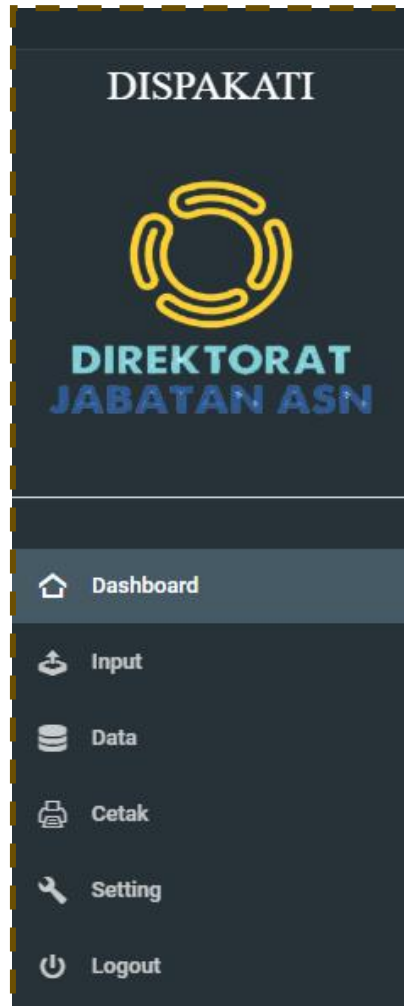 DISPAKATI
DIREKTORAT
JABATAN ASN
Dashboard
Input
Data
Cetak
Setting
Logout